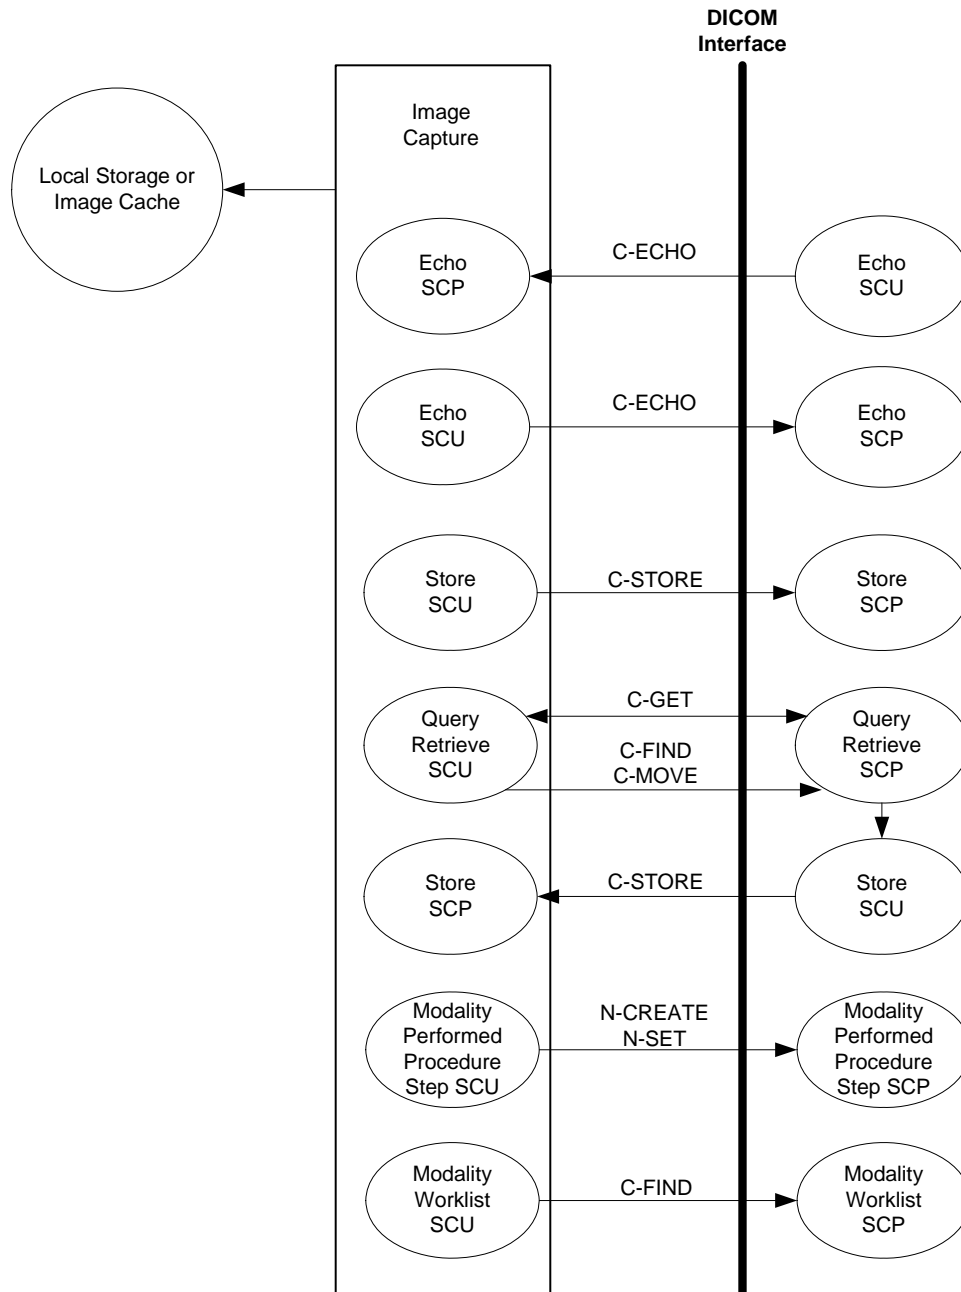 DICOM
Interface
Image
Capture
Local Storage or
Image Cache
Echo
SCP
C-ECHO
Echo
SCU
Echo
SCU
C-ECHO
Echo
SCP
Store
SCU
C-STORE
Store
SCP
Query
Retrieve
SCU
C-GET
C-FIND
C-MOVE
Query
Retrieve
SCP
Store
SCP
C-STORE
Store
SCU
Modality
Performed
Procedure
Step SCU
N-CREATE
N-SET
Modality
Performed
Procedure
Step SCP
Modality
Worklist
SCU
C-FIND
Modality
Worklist
SCP